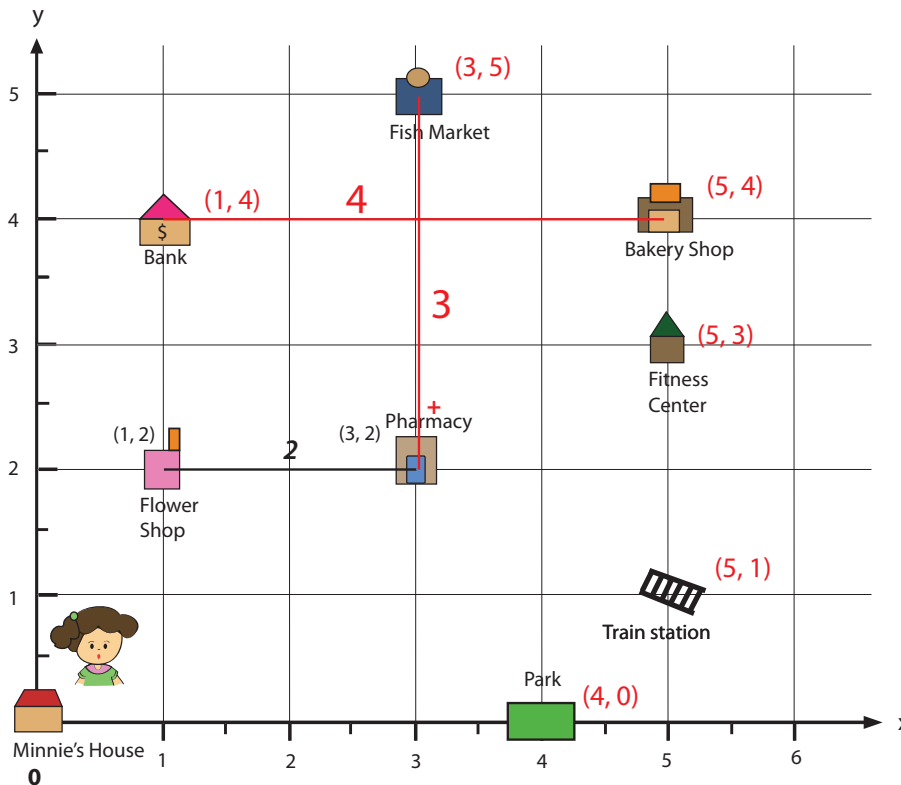 y
5
(3, 5)
Fish Market
4
(1, 4)
4
(5, 4)
$
Bank
Bakery Shop
3
3
(5, 3)
Fitness
Center
+
Pharmacy
(1, 2)
2
(3, 2)
2
Flower
Shop
1
(5, 1)
Train station
Park
(4, 0)
x
Minnie's House
0
1
2
3
4
5
6